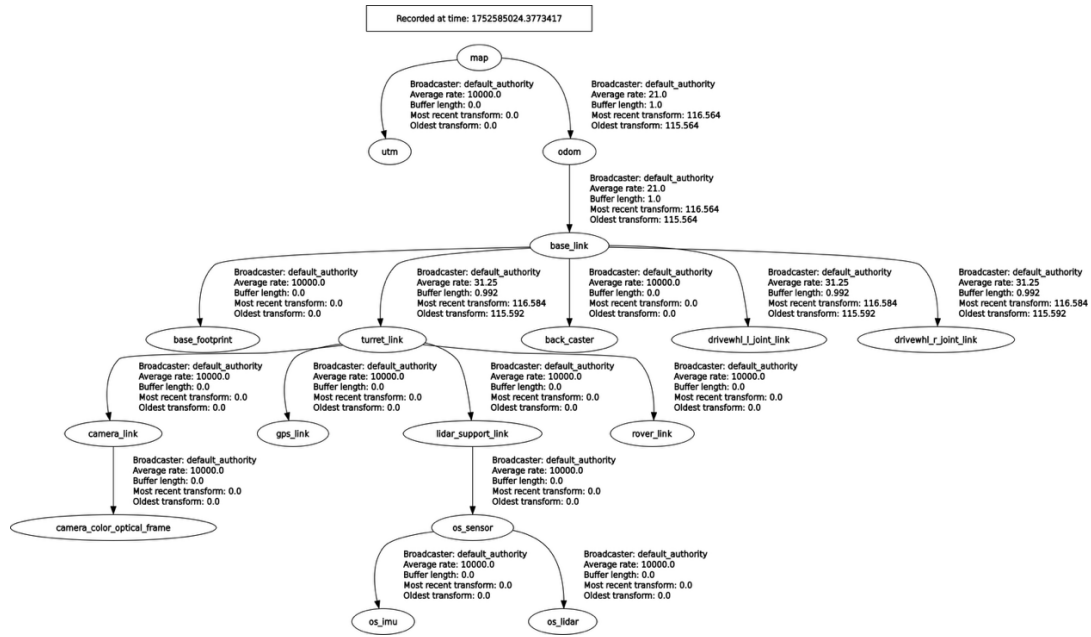 Recorded at time: 1752585024.3773417
map
Broadcaster: default_authority
Average rate: 10000.0
Buffer length: 0.0
Most recent transform: 0.0
Oldest transform: 0.0
Broadcaster: default_authority
Average rate: 21.0
Buffer length: 1.0
Most recent transform: 116.564
Oldest transform: 115.564
utm
odom
Broadcaster: default_authority
Average rate: 21.0
Buffer length: 1.0
Most recent transform: 116.564
Oldest transform: 115.564
base_link
Broadcaster: default_authority
Average rate: 10000.0
Buffer length: 0.0
Most recent transform: 0.0
Oldest transform: 0.0
Broadcaster: default_authority
Average rate: 31.25
Buffer length: 0.992
Most recent transform: 116.584
Oldest transform: 115.592
Broadcaster: default_authority
Average rate: 10000.0
Buffer length: 0.0
Most recent transform: 0.0
Oldest transform: 0.0
Broadcaster: default_authority
Average rate: 31.25
Buffer length: 0.992
Most recent transform: 116.584
Oldest transform: 115.592
Broadcaster: default_authority
Average rate: 31.25
Buffer length: 0.992
Most recent transform: 116.584
Oldest transform: 115.592
base_footprint
turret_link
back_caster
drivewhl_l_joint_link
drivewhl_r_joint_link
Broadcaster: default_authority
Average rate: 10000.0
Buffer length: 0.0
Most recent transform: 0.0
Oldest transform: 0.0
Broadcaster: default_authority
Average rate: 10000.0
Buffer length: 0.0
Most recent transform: 0.0
Oldest transform: 0.0
Broadcaster: default_authority
Average rate: 10000.0
Buffer length: 0.0
Most recent transform: 0.0
Oldest transform: 0.0
Broadcaster: default_authority
Average rate: 10000.0
Buffer length: 0.0
Most recent transform: 0.0
Oldest transform: 0.0
camera_link
gps_link
lidar_support_link
rover_link
Broadcaster: default_authority
Average rate: 10000.0
Buffer length: 0.0
Most recent transform: 0.0
Oldest transform: 0.0
Broadcaster: default_authority
Average rate: 10000.0
Buffer length: 0.0
Most recent transform: 0.0
Oldest transform: 0.0
camera_color_optical_frame
os_sensor
Broadcaster: default_authority
Average rate: 10000.0
Buffer length: 0.0
Most recent transform: 0.0
Oldest transform: 0.0
Broadcaster: default_authority
Average rate: 10000.0
Buffer length: 0.0
Most recent transform: 0.0
Oldest transform: 0.0
os_imu
os_lidar